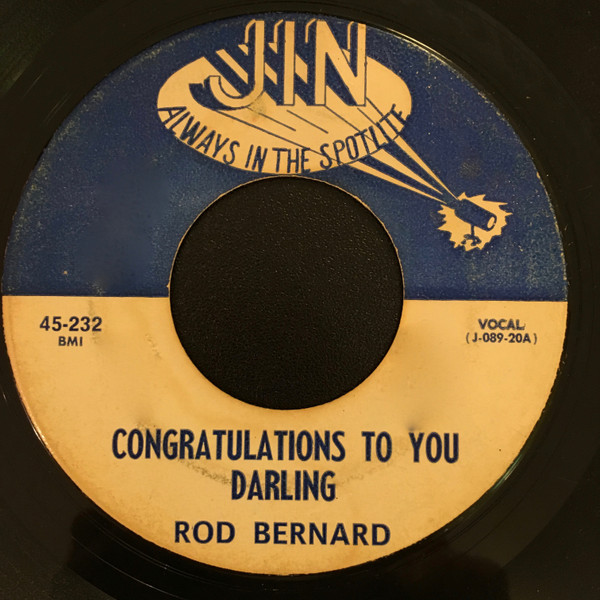 JIN
ALWAYS IN THE SPOTLITE
45-232
BMI
VOCAL
(J-089-20A)
CONGRATULATIONS TO YOU
DARLING
ROD BERNARD